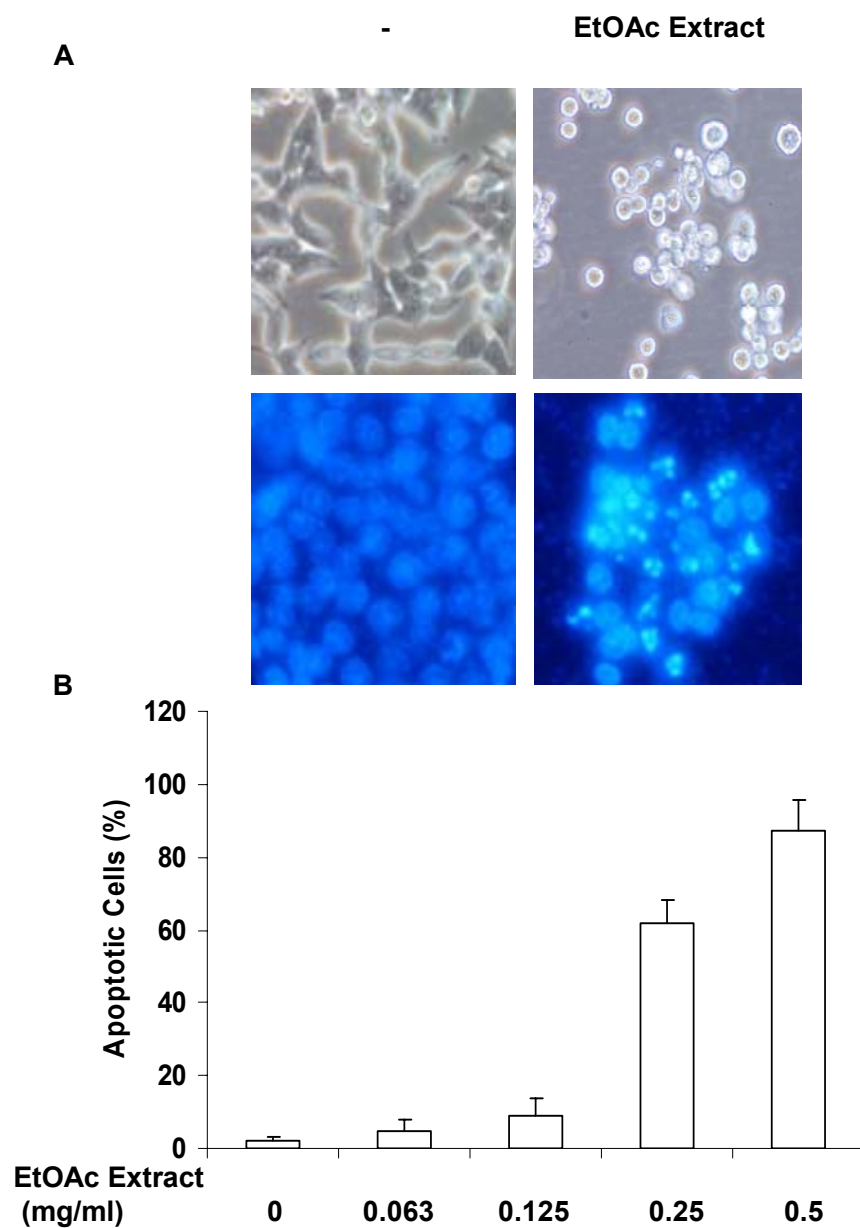 - EtOAc Extract
A
B
120
100
80
60
40
20
0
Apoptotic Cells (%)
EtOAc Extract
(mg/ml) 0 0.063 0.125 0.25 0.5